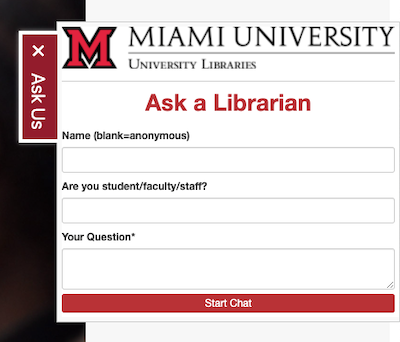 MIAMI UNIVERSITY
UNIVERSITY LIBRARIES
× Ask Us
Ask a Librarian
Name (blank=anonymous)
Are you student/faculty/staff?
Your Question*
Start Chat